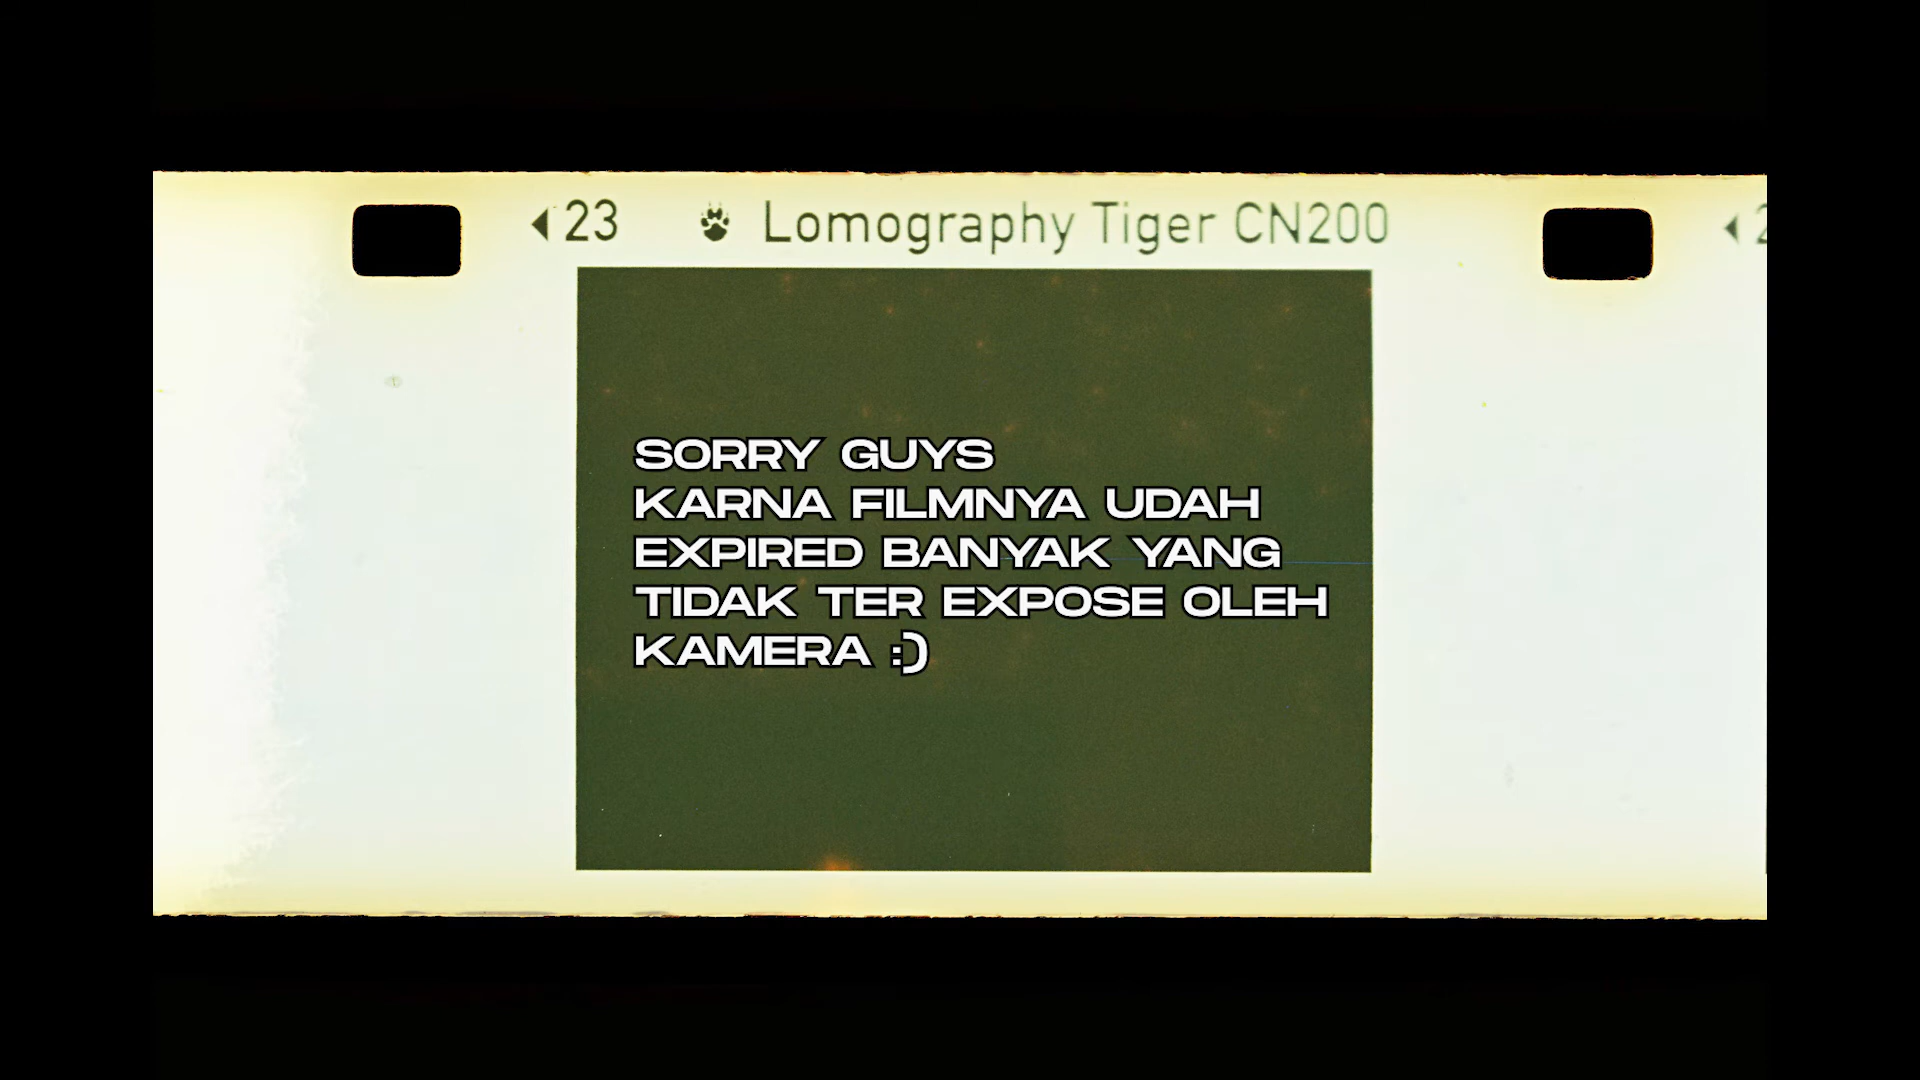 23 Lomography Tiger CN200
SORRY GUYS
KARNA FILMNYA UDAH
EXPIRED BANYAK YANG
TIDAK TER EXPOSE OLEH
KAMERA :)